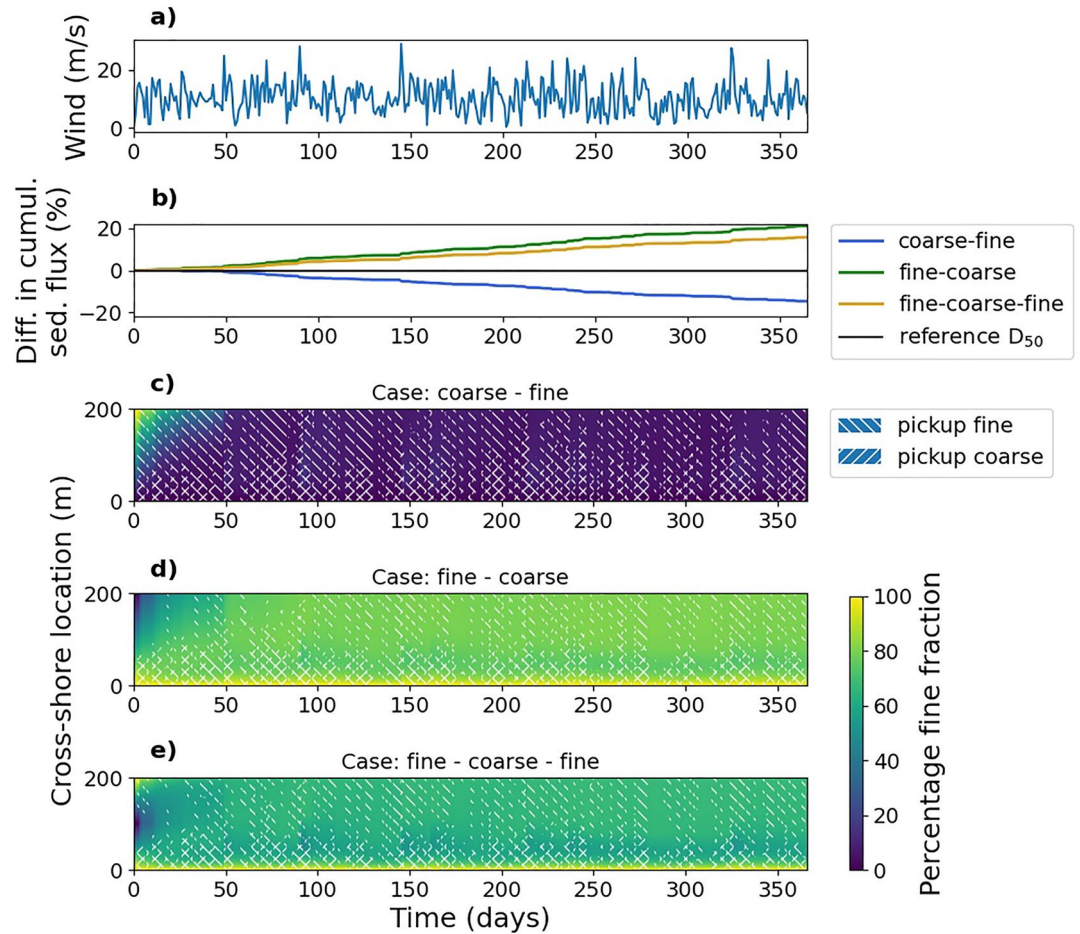 a)
Wind (m/s)
20
0
0 50 100 150 200 250 300 350
b)
Diff. in cumul.
sed. flux (%)
20
0
−20
0 50 100 150 200 250 300 350
coarse-fine
fine-coarse
fine-coarse-fine
reference D₅₀
c)
Case: coarse - fine
200
0
0 50 100 150 200 250 300 350
pickup fine
pickup coarse
Cross-shore location (m)
d)
Case: fine - coarse
200
0
0 50 100 150 200 250 300 350
e)
Case: fine - coarse - fine
200
0
0 50 100 150 200 250 300 350
Time (days)
100
80
60
40
20
0
Percentage fine fraction